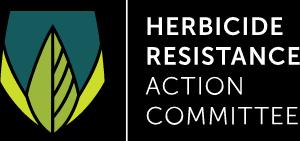 HERBICIDE
RESISTANCE
ACTION
COMMITTEE